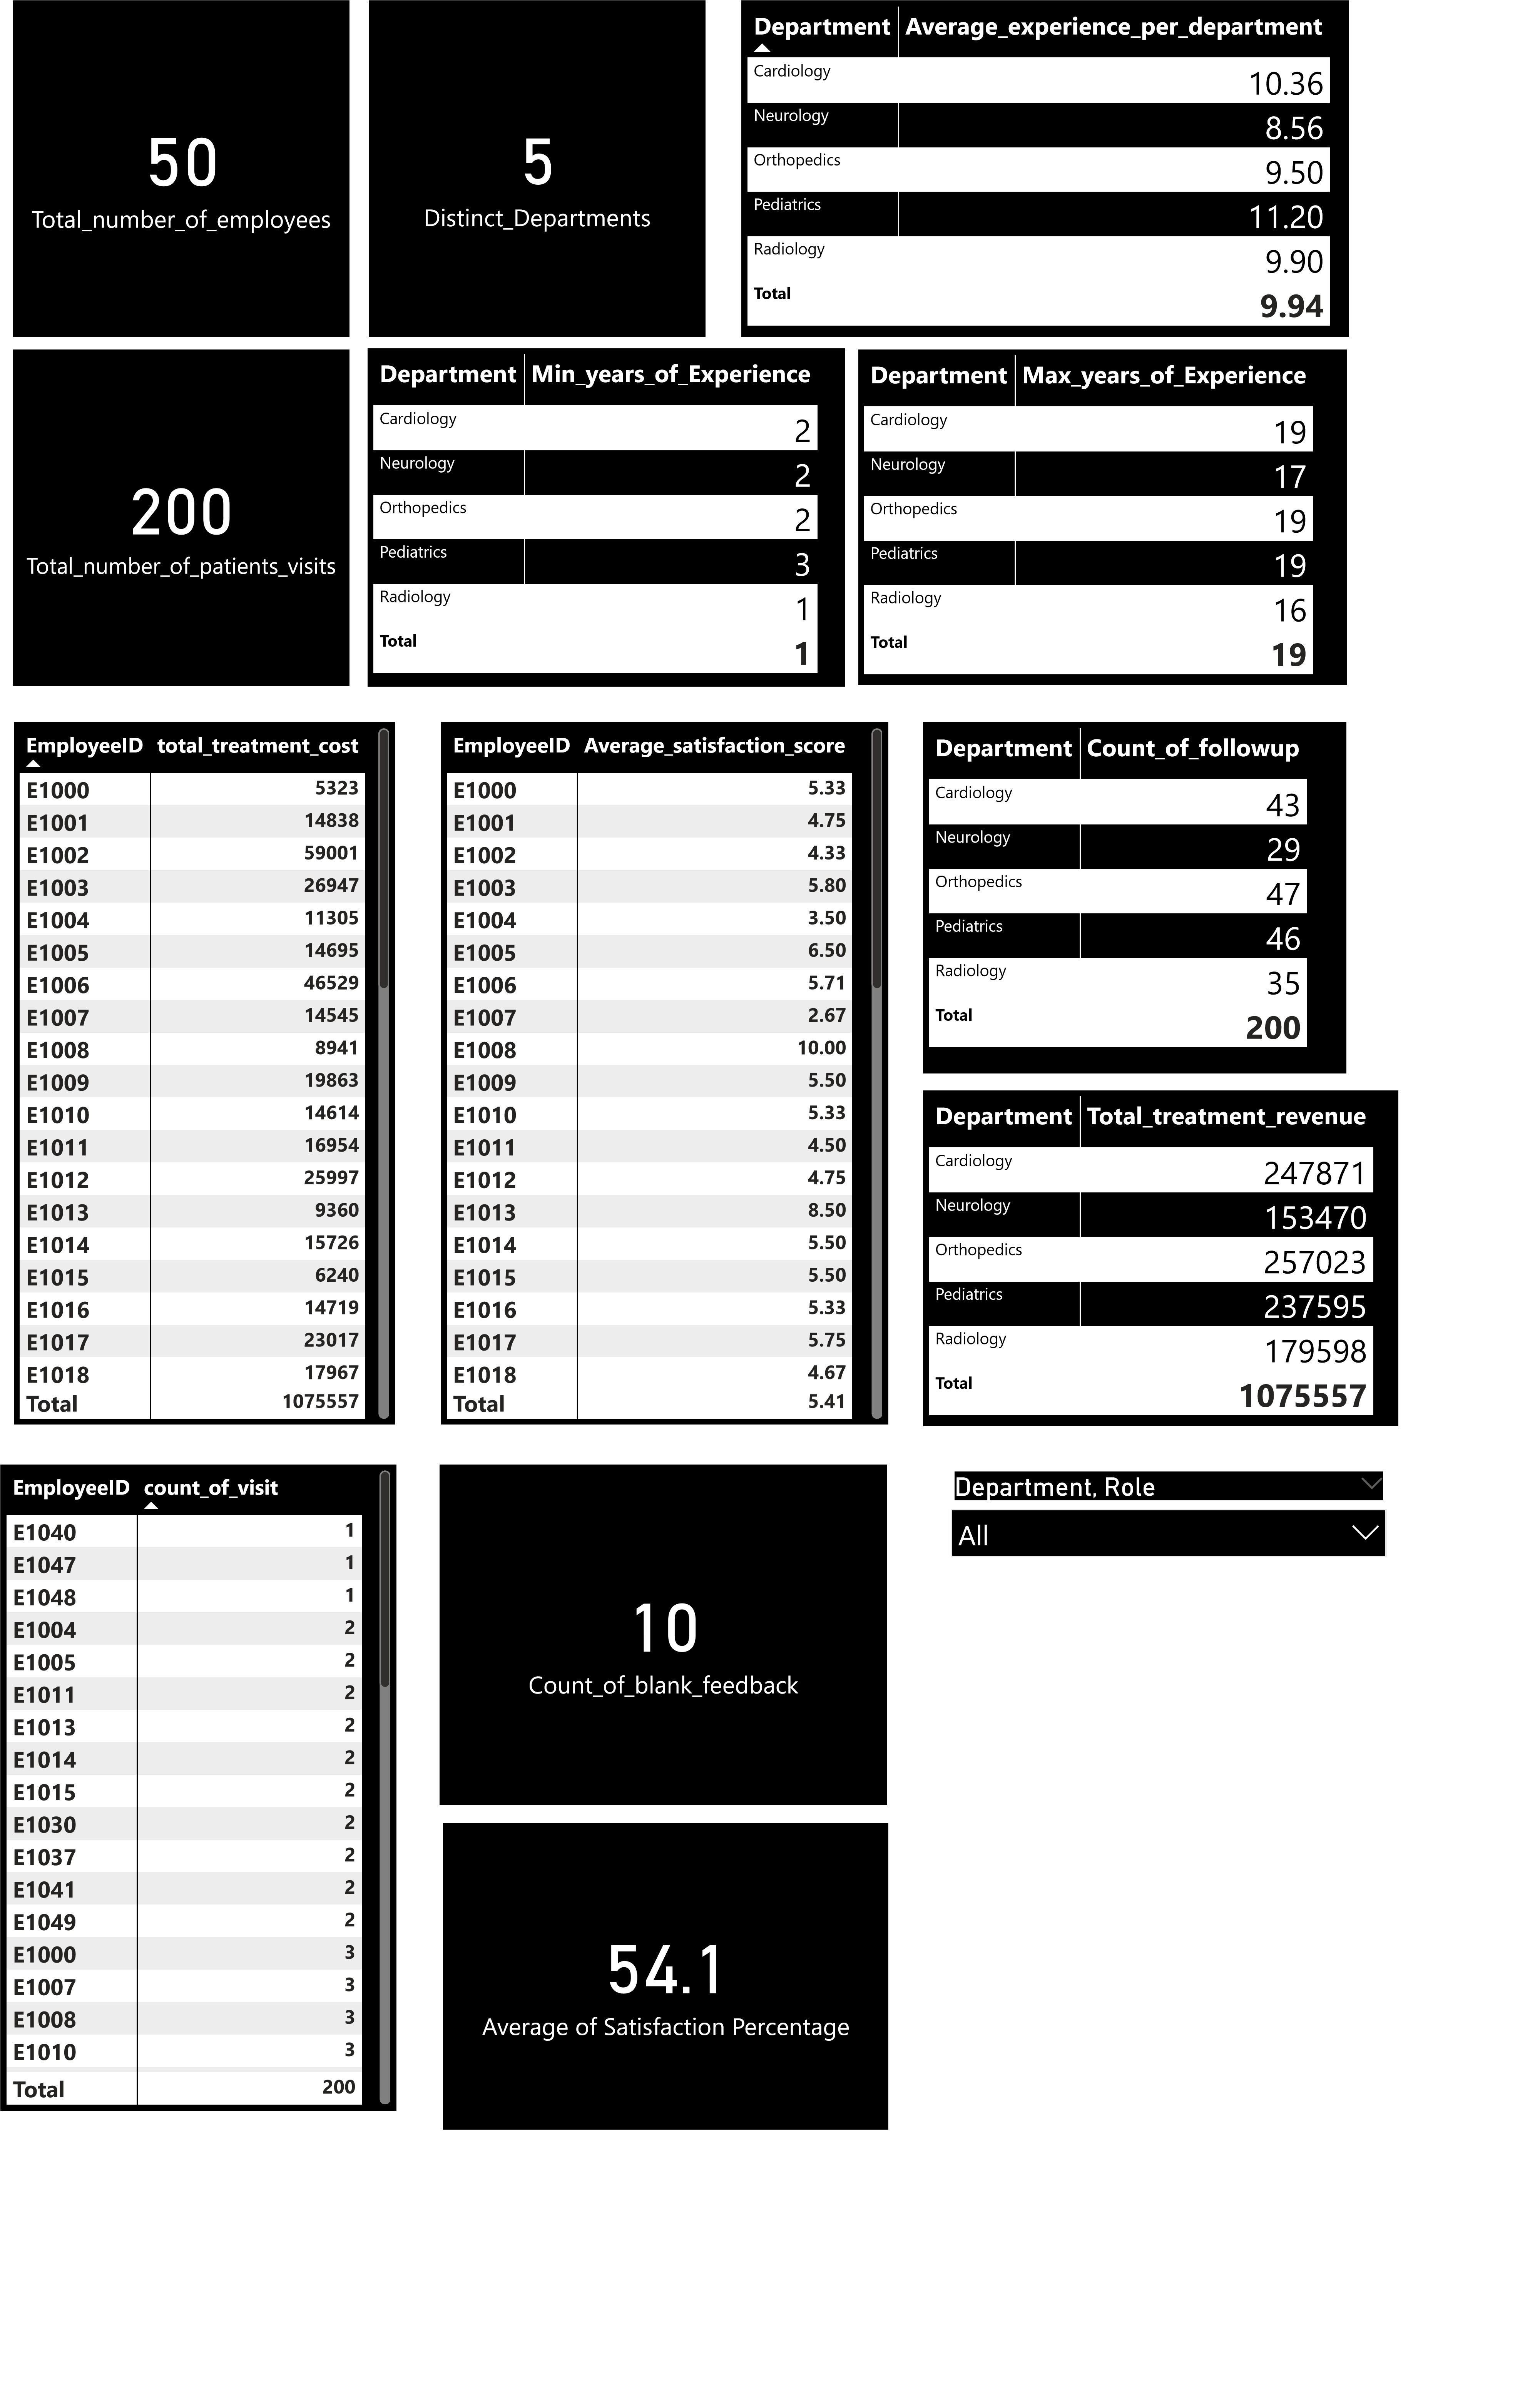 50
Total_number_of_employees
5
Distinct_Departments
Department Average_experience_per_department
Cardiology 10.36
Neurology 8.56
Orthopedics 9.50
Pediatrics 11.20
Radiology 9.90
Total 9.94
200
Total_number_of_patients_visits
Department Min_years_of_Experience
Cardiology 2
Neurology 2
Orthopedics 2
Pediatrics 3
Radiology 1
Total 1
Department Max_years_of_Experience
Cardiology 19
Neurology 17
Orthopedics 19
Pediatrics 19
Radiology 16
Total 19
EmployeeID total_treatment_cost
E1000 5323
E1001 14838
E1002 59001
E1003 26947
E1004 11305
E1005 14695
E1006 46529
E1007 14545
E1008 8941
E1009 19863
E1010 14614
E1011 16954
E1012 25997
E1013 9360
E1014 15726
E1015 6240
E1016 14719
E1017 23017
E1018 17967
Total 1075557
EmployeeID Average_satisfaction_score
E1000 5.33
E1001 4.75
E1002 4.33
E1003 5.80
E1004 3.50
E1005 6.50
E1006 5.71
E1007 2.67
E1008 10.00
E1009 5.50
E1010 5.33
E1011 4.50
E1012 4.75
E1013 8.50
E1014 5.50
E1015 5.50
E1016 5.33
E1017 5.75
E1018 4.67
Total 5.41
Department Count_of_followup
Cardiology 43
Neurology 29
Orthopedics 47
Pediatrics 46
Radiology 35
Total 200
Department Total_treatment_revenue
Cardiology 247871
Neurology 153470
Orthopedics 257023
Pediatrics 237595
Radiology 179598
Total 1075557
EmployeeID count_of_visit
E1040 1
E1047 1
E1048 1
E1004 2
E1005 2
E1011 2
E1013 2
E1014 2
E1015 2
E1030 2
E1037 2
E1041 2
E1049 2
E1000 3
E1007 3
E1008 3
E1010 3
Total 200
10
Count_of_blank_feedback
54.1
Average of Satisfaction Percentage
Department, Role
All